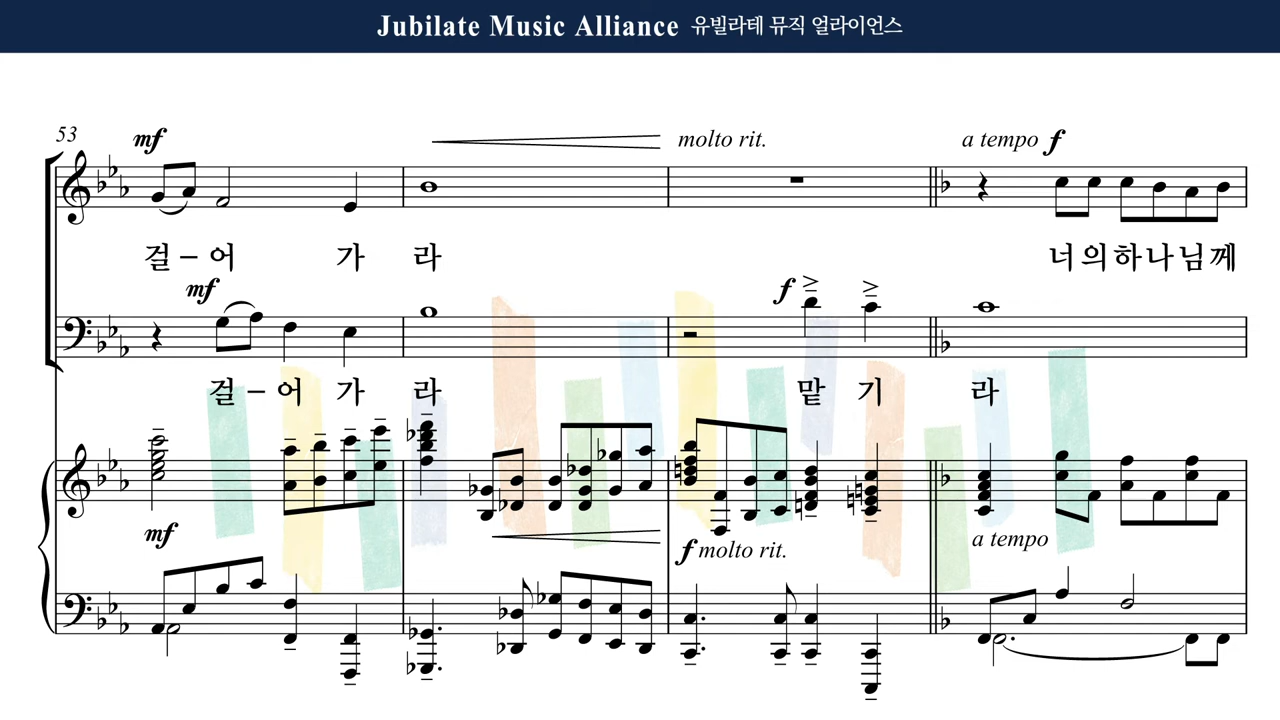 Jubilate Music Alliance 유빌라테 뮤직 얼라이언스
53 mf molto rit. a tempo f
걸 – 어 가 라 너 의 하 나 님 께
mf f
걸 – 어 가 라 맡 기 라
mf f molto rit. a tempo